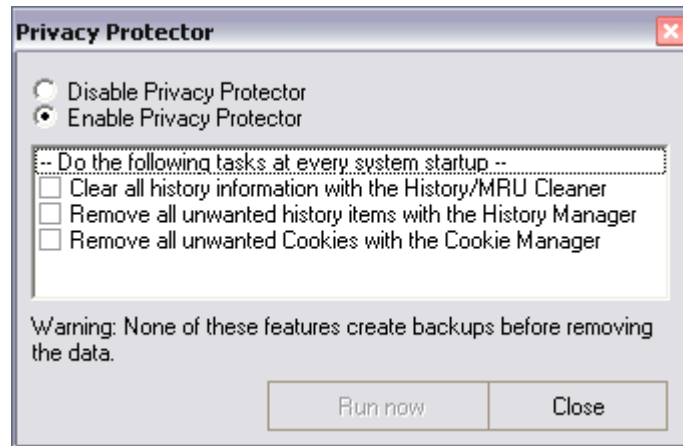 Privacy Protector
Disable Privacy Protector
Enable Privacy Protector
-- Do the following tasks at every system startup --
Clear all history information with the History/MRU Cleaner
Remove all unwanted history items with the History Manager
Remove all unwanted Cookies with the Cookie Manager
Warning: None of these features create backups before removing
the data.
Run now Close